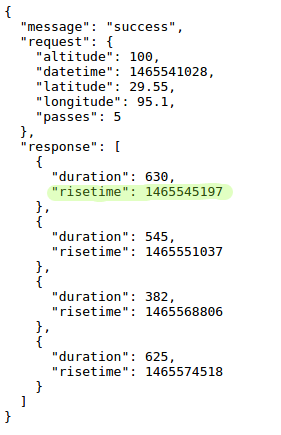 {
  "message": "success",
  "request": {
    "altitude": 100,
    "datetime": 1465541028,
    "latitude": 29.55,
    "longitude": 95.1,
    "passes": 5
  },
  "response": [
    {
      "duration": 630,
      "risetime": 1465545197
    },
    {
      "duration": 545,
      "risetime": 1465551037
    },
    {
      "duration": 382,
      "risetime": 1465568806
    },
    {
      "duration": 625,
      "risetime": 1465574518
    }
  ]
}